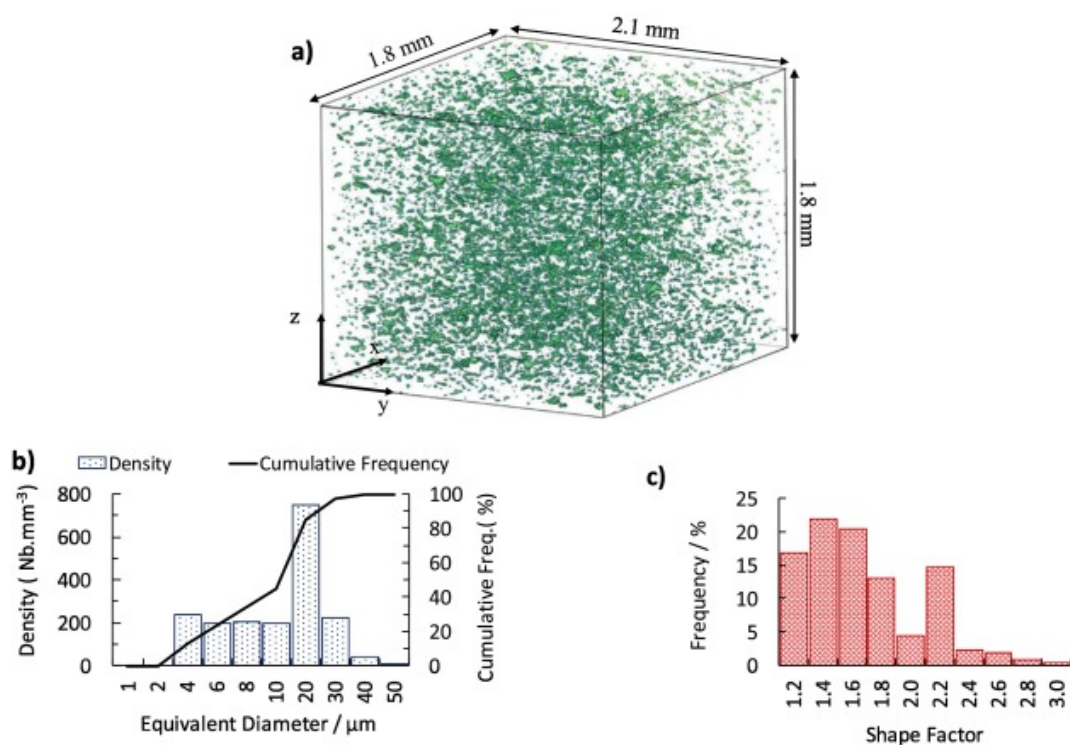 a)
1.8 mm
2.1 mm
1.8 mm
z
x
y
b)
Density
Cumulative Frequency
c)
Density ( Nb.mm⁻³)
800
600
400
200
0
100
80
60
40
20
0
Cumulative Freq.( %)
1 2 4 6 8 10 20 30 40 50
Equivalent Diameter / µm
Frequency / %
25
20
15
10
5
0
1.2 1.4 1.6 1.8 2.0 2.2 2.4 2.6 2.8 3.0
Shape Factor